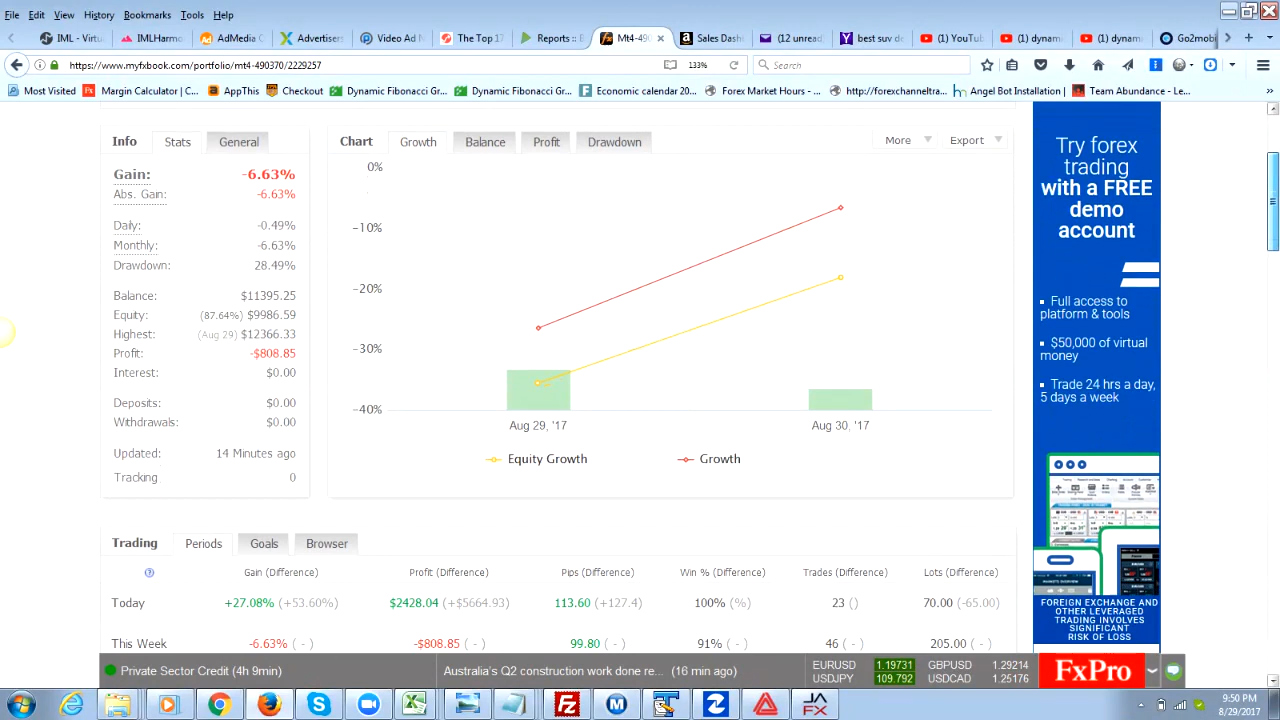 File Edit View History Bookmarks Tools Help
IML - Virtu IMLHarmo AdMedia Advertisers Video Ad N The Top 17 Reports :: B Mt4-490 Sales Dash (12 unread) best suv de (1) YouTu (1) dynam (1) dynam Go2mobi
https://www.myfxbook.com/portfolio/mt4-490370/2229257 133% Search
Most Visited Margin Calculator | C... AppThis Checkout Dynamic Fibonacci Gr... Dynamic Fibonacci Gr... Economic calendar 20... Forex Market Hours - ... http://forexchanneltra... Angel Bot Installation | Team Abundance - Le... »
Info Stats General
Gain: -6.63%
Abs. Gain: -6.63%
Daily: -0.49%
Monthly: -6.63%
Drawdown: 28.49%
Balance: $11395.25
Equity: (87.64%) $9986.59
Highest: (Aug 29) $12366.33
Profit: -$808.85
Interest: $0.00
Deposits: $0.00
Withdrawals: $0.00
Updated: 14 Minutes ago
Tracking 0
Chart Growth Balance Profit Drawdown More Export
0%
-10%
-20%
-30%
-40%
Aug 29, '17 Aug 30, '17
Equity Growth Growth
Try forex
trading
with a FREE
demo
account
Full access to
platform & tools
$50,000 of virtual
money
Trade 24 hrs a day,
5 days a week
FOREIGN EXCHANGE AND
OTHER LEVERAGED
TRADING INVOLVES
SIGNIFICANT
RISK OF LOSS
Trading Periods Goals Browser
Gain (Difference) (Difference) Pips (Difference) (Difference) Lots (Difference)
Today +27.08% (+53.60%) $2428.04 113.60 (+127.4) 100% (%) 23 70.00 (-65.00)
This Week -6.63% ( - ) -$808.85 ( - ) 99.80 ( - ) 91% ( - ) 46 ( - ) 205.00 ( - )
Private Sector Credit (4h 9min) Australia's Q2 construction work done re... (16 min ago)
EURUSD 1.19731 GBPUSD 1.29214
USDJPY 109.792 USDCAD 1.25176
FxPro
9:50 PM
8/29/2017